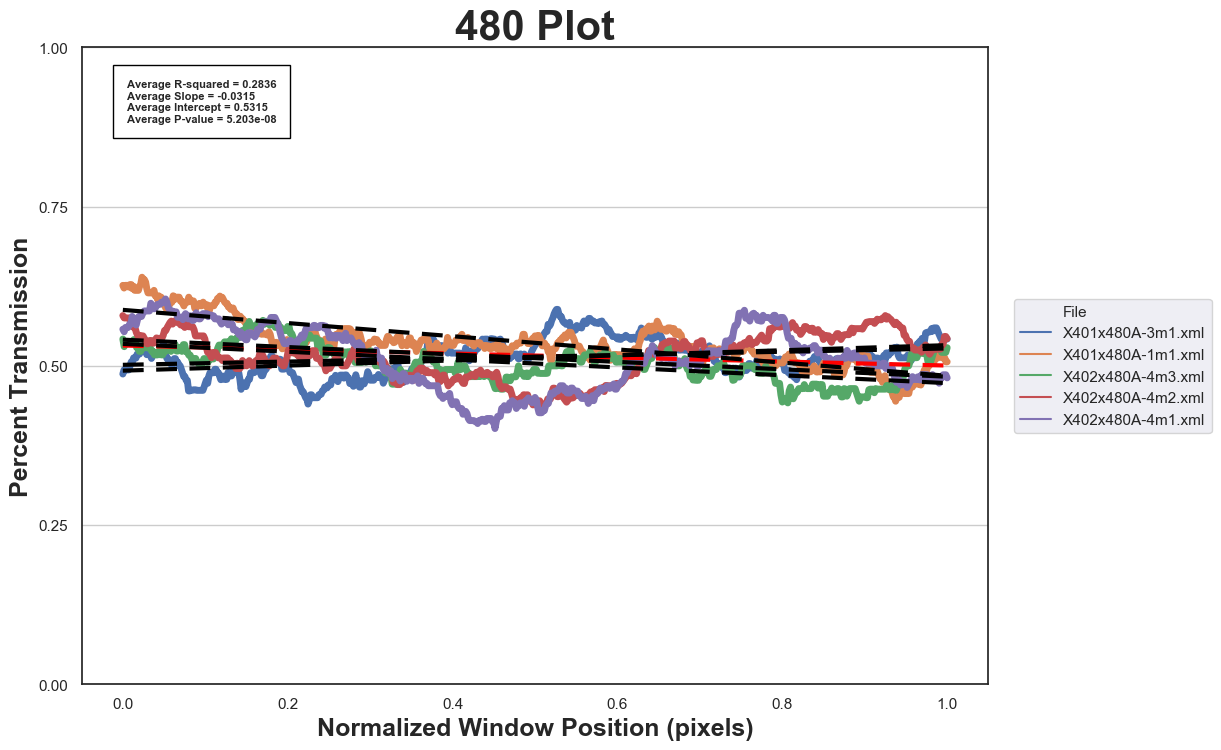 480 Plot
1.00
Average R-squared = 0.2836
Average Slope = -0.0315
Average Intercept = 0.5315
Average P-value = 5.203e-08
0.75
0.50
0.25
0.00
Percent Transmission
0.0 0.2 0.4 0.6 0.8 1.0
Normalized Window Position (pixels)
File
X401x480A-3m1.xml
X401x480A-1m1.xml
X402x480A-4m3.xml
X402x480A-4m2.xml
X402x480A-4m1.xml